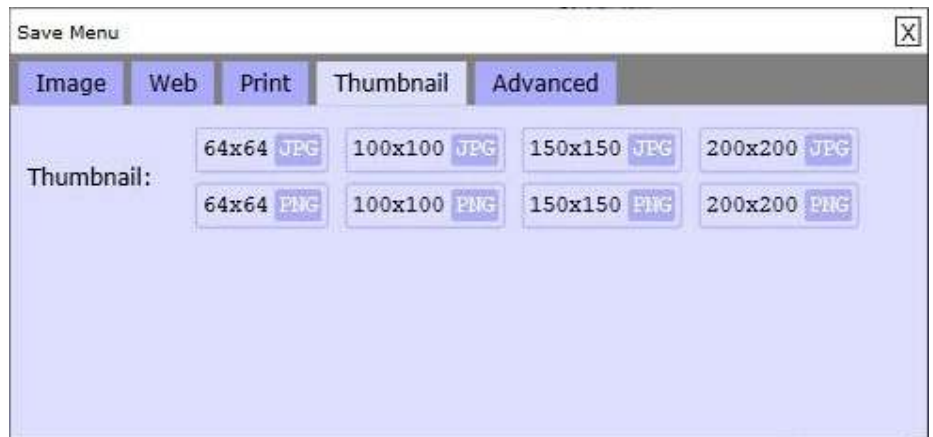 Save Menu X
Image Web Print Thumbnail Advanced
64x64 JPG 100x100 JPG 150x150 JPG 200x200 JPG
Thumbnail:
64x64 PNG 100x100 PNG 150x150 PNG 200x200 PNG